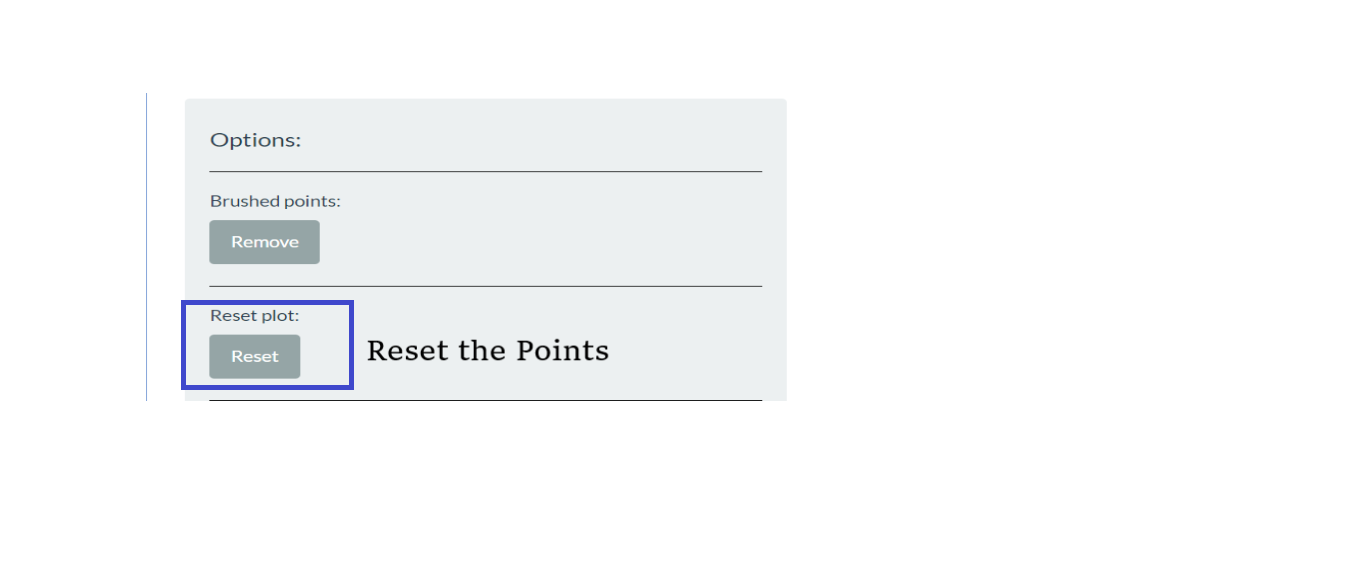 Options:
Brushed points:
Remove
Reset plot:
Reset
Reset the Points